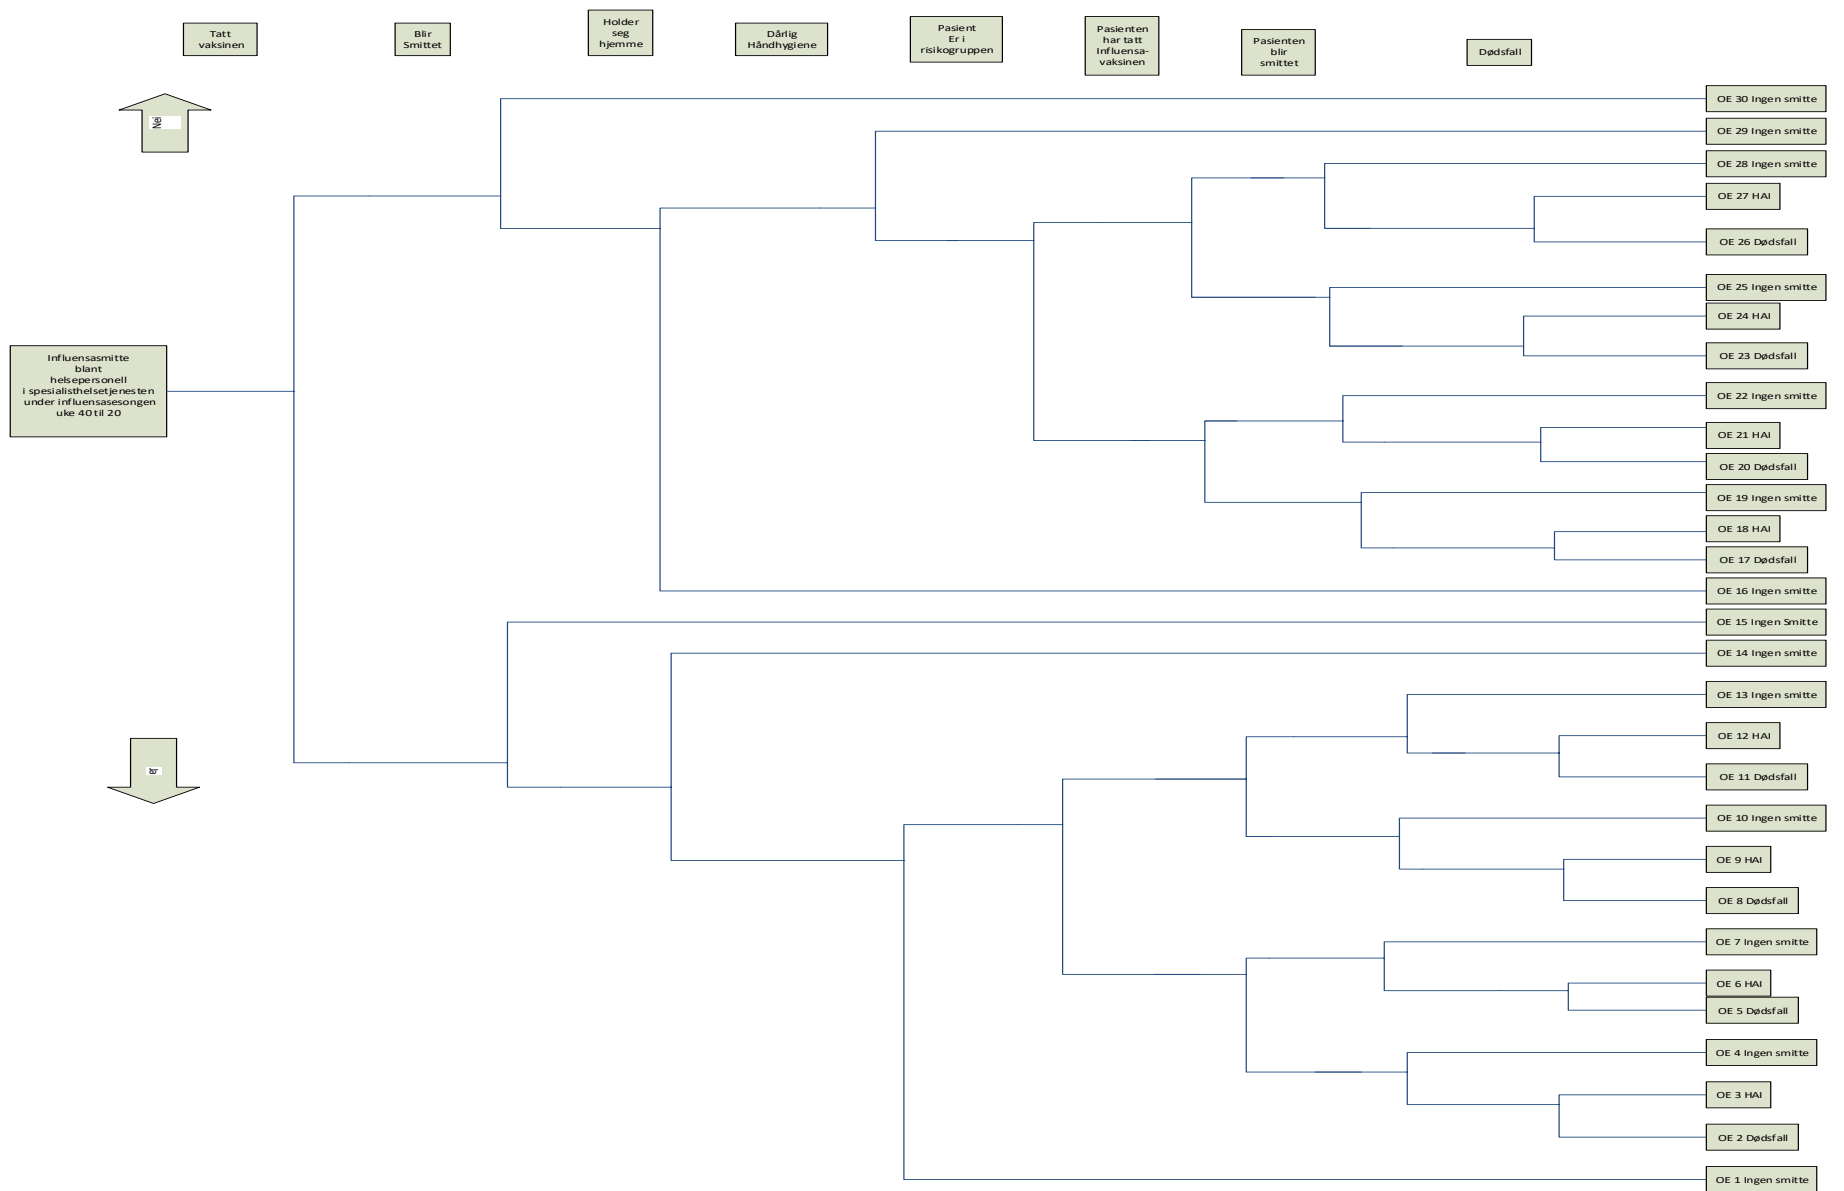 Tatt
vaksinen
Blir
Smittet
Holder
seg
hjemme
Dårlig
Håndhygiene
Pasient
Er i
risikogruppen
Pasienten
har tatt
Influensa-
vaksinen
Pasienten
blir
smittet
Dødsfall
Nei
Influensasmitte
blant
helsepersonell
i spesialisthelsetjenesten
under influensasesongen
uke 40 til 20
OE 30 Ingen smitte
OE 29 Ingen smitte
OE 28 Ingen smitte
OE 27 HAI
OE 26 Dødsfall
OE 25 Ingen smitte
OE 24 HAI
OE 23 Dødsfall
OE 22 Ingen smitte
OE 21 HAI
OE 20 Dødsfall
OE 19 Ingen smitte
OE 18 HAI
OE 17 Dødsfall
OE 16 Ingen smitte
OE 15 Ingen Smitte
OE 14 Ingen smitte
OE 13 Ingen smitte
OE 12 HAI
OE 11 Dødsfall
OE 10 Ingen smitte
OE 9 HAI
OE 8 Dødsfall
OE 7 Ingen smitte
OE 6 HAI
OE 5 Dødsfall
OE 4 Ingen smitte
OE 3 HAI
OE 2 Dødsfall
OE 1 Ingen smitte